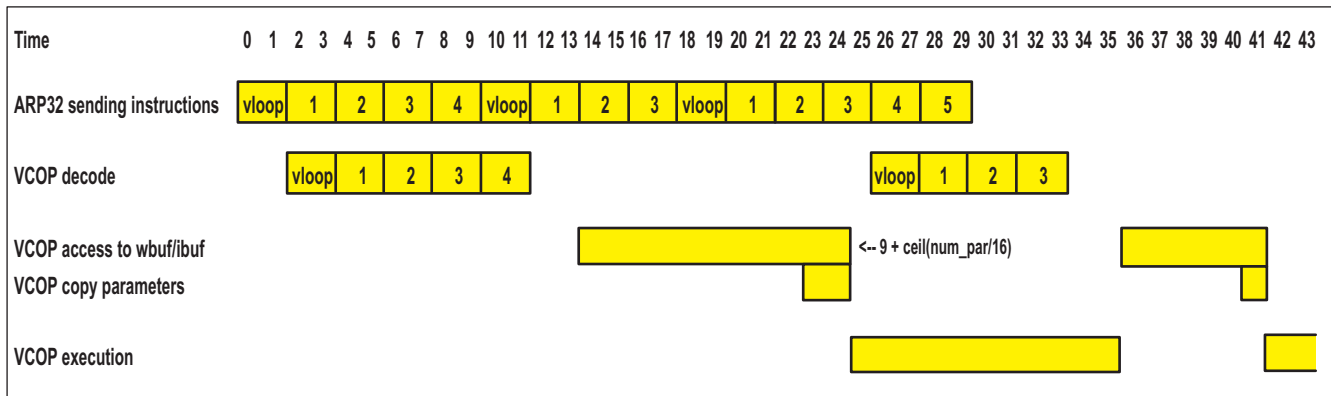 Time 0 1 2 3 4 5 6 7 8 9 10 11 12 13 14 15 16 17 18 19 20 21 22 23 24 25 26 27 28 29 30 31 32 33 34 35 36 37 38 39 40 41 42 43
ARP32 sending instructions vloop 1 2 3 4 vloop 1 2 3 vloop 1 2 3 4 5
VCOP decode vloop 1 2 3 4 vloop 1 2 3
VCOP access to wbuf/ibuf <-- 9 + ceil(num_par/16)
VCOP copy parameters
VCOP execution